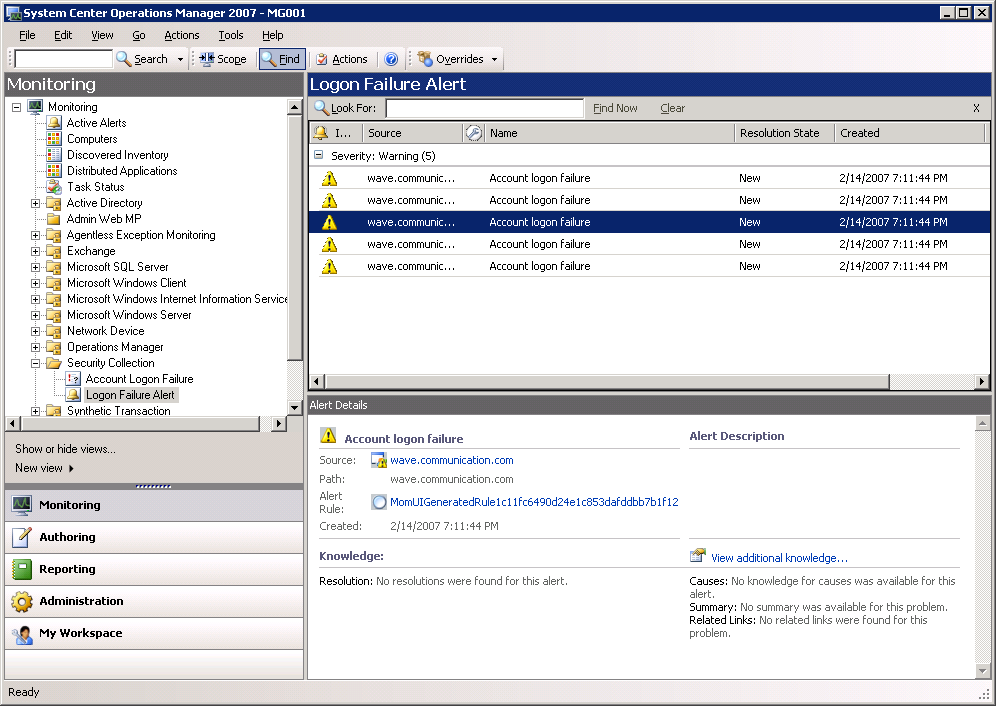 System Center Operations Manager 2007 - MG001
File Edit View Go Actions Tools Help
Search Scope Find Actions Overrides
Monitoring
Monitoring
Active Alerts
Computers
Discovered Inventory
Distributed Applications
Task Status
Active Directory
Admin Web MP
Agentless Exception Monitoring
Exchange
Microsoft SQL Server
Microsoft Windows Client
Microsoft Windows Internet Information Service
Microsoft Windows Server
Network Device
Operations Manager
Security Collection
Account Logon Failure
Logon Failure Alert
Synthetic Transaction
Show or hide views...
New view
Monitoring
Authoring
Reporting
Administration
My Workspace
Logon Failure Alert
Look For: Find Now Clear X
I... Source Name Resolution State Created
Severity: Warning (5)
wave.communic... Account logon failure New 2/14/2007 7:11:44 PM
wave.communic... Account logon failure New 2/14/2007 7:11:44 PM
wave.communic... Account logon failure New 2/14/2007 7:11:44 PM
wave.communic... Account logon failure New 2/14/2007 7:11:44 PM
wave.communic... Account logon failure New 2/14/2007 7:11:44 PM
Alert Details
Account logon failure
Source: wave.communication.com
Path: wave.communication.com
Alert
Rule: MomUIGeneratedRule1c11fc6490d24e1c853dafddbb7b1f12
Created: 2/14/2007 7:11:44 PM
Alert Description
Knowledge:
View additional knowledge...
Resolution: No resolutions were found for this alert.
Causes: No knowledge for causes was available for this
alert.
Summary: No summary was available for this problem.
Related Links: No related links were found for this
problem.
Ready